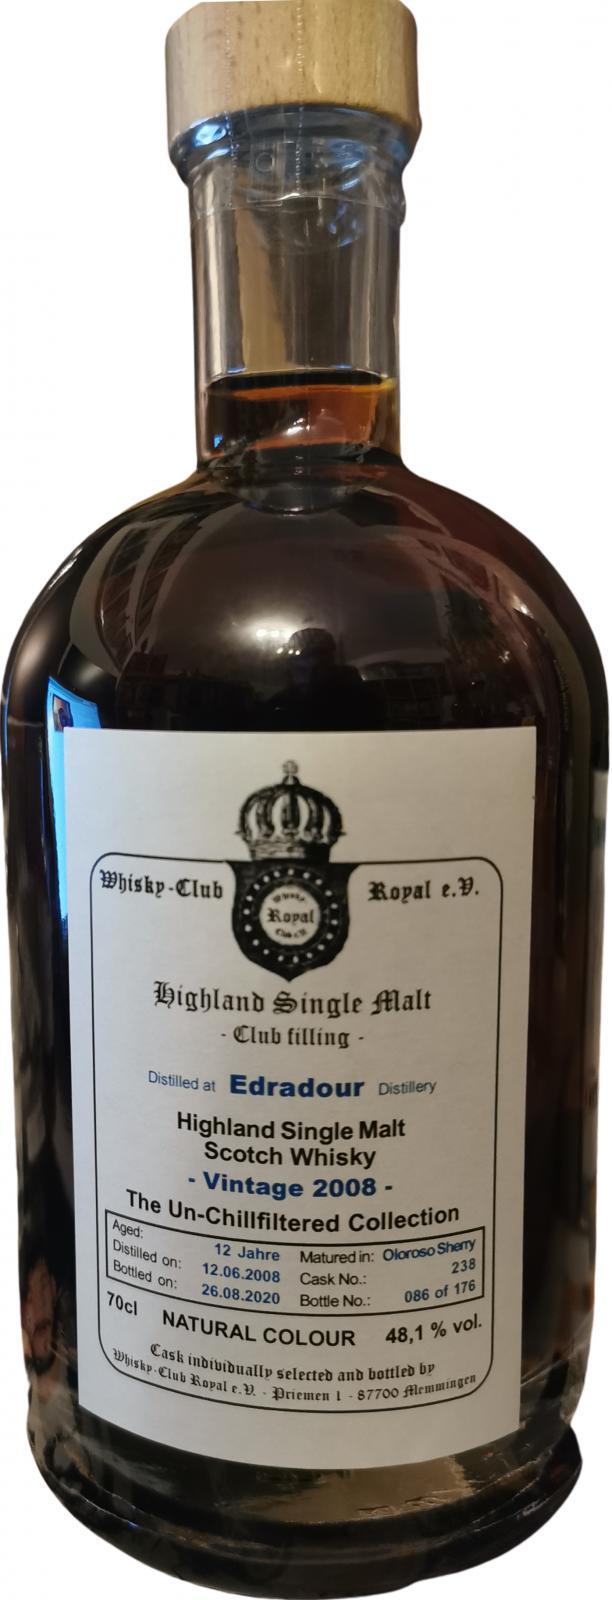 Whisky-Club Royal e.V.
Whisky
Royal
Club e.V.
Highland Single Malt
- Club filling -
Distilled at Edradour Distillery
Highland Single Malt
Scotch Whisky
- Vintage 2008 -
The Un-Chillfiltered Collection
Aged: 12 Jahre Matured in: Oloroso Sherry
Distilled on: 12.06.2008 Cask No.: 238
Bottled on: 26.08.2020 Bottle No.: 086 of 176
70cl NATURAL COLOUR 48,1 % vol.
Cask individually selected and bottled by
Whisky-Club Royal e.V. - Priemen 1 - 87700 Memmingen